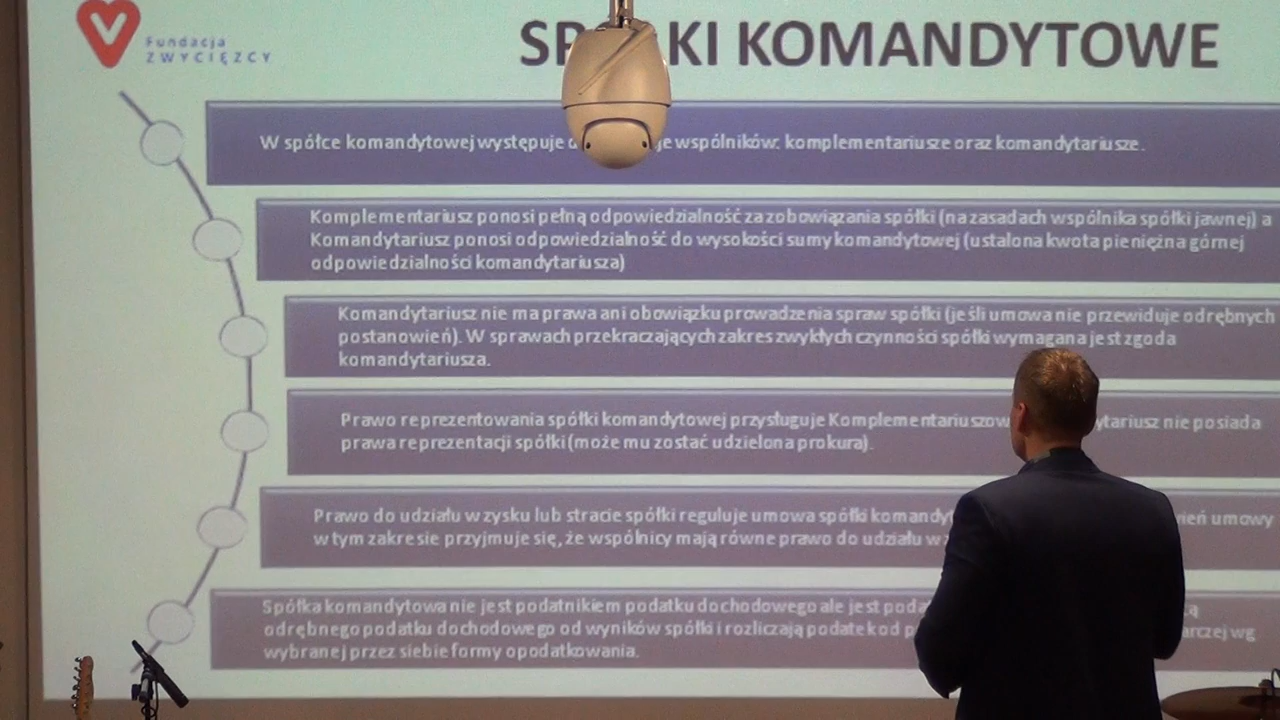 Fundacja
ZWYCIĘZCY
KOMANDYTOWE
W spółce komandytowej występuje wspólników: komplementariusze oraz komandytariusze.
Komplementariusz ponosi pełną odpowiedzialność za zobowiązania spółki (na zasadach wspólnika spółki jawnej) a
Komandytariusz ponosi odpowiedzialność do wysokości sumy komandytowej (ustalona kwota pieniężna górnej
odpowiedzialności komandytariusza)
Komandytariusz nie ma prawa ani obowiązku prowadzenia spraw spółki (jeśli umowa nie przewiduje odrębnych
postanowień). W sprawach przekraczających zakres zwykłych czynności spółki wymagana jest zgoda
komandytariusza.
Prawo reprezentowania spółki komandytowej przysługuje nie posiada
prawa reprezentacji spółki (może mu zostać udzielona prokura).
Prawo do udziału w zysku lub stracie spółki reguluje umowa spółki umowy
w tym zakresie przyjmuje się, że wspólnicy mają równe prawo do udziału w
Spółka komandytowa nie jest podatnikiem podatku dochodowego ale jest
odrębnego podatku dochodowego od wyników spółki i rozliczają podatek od wg
wybranej przez siebie formy opodatkowania.